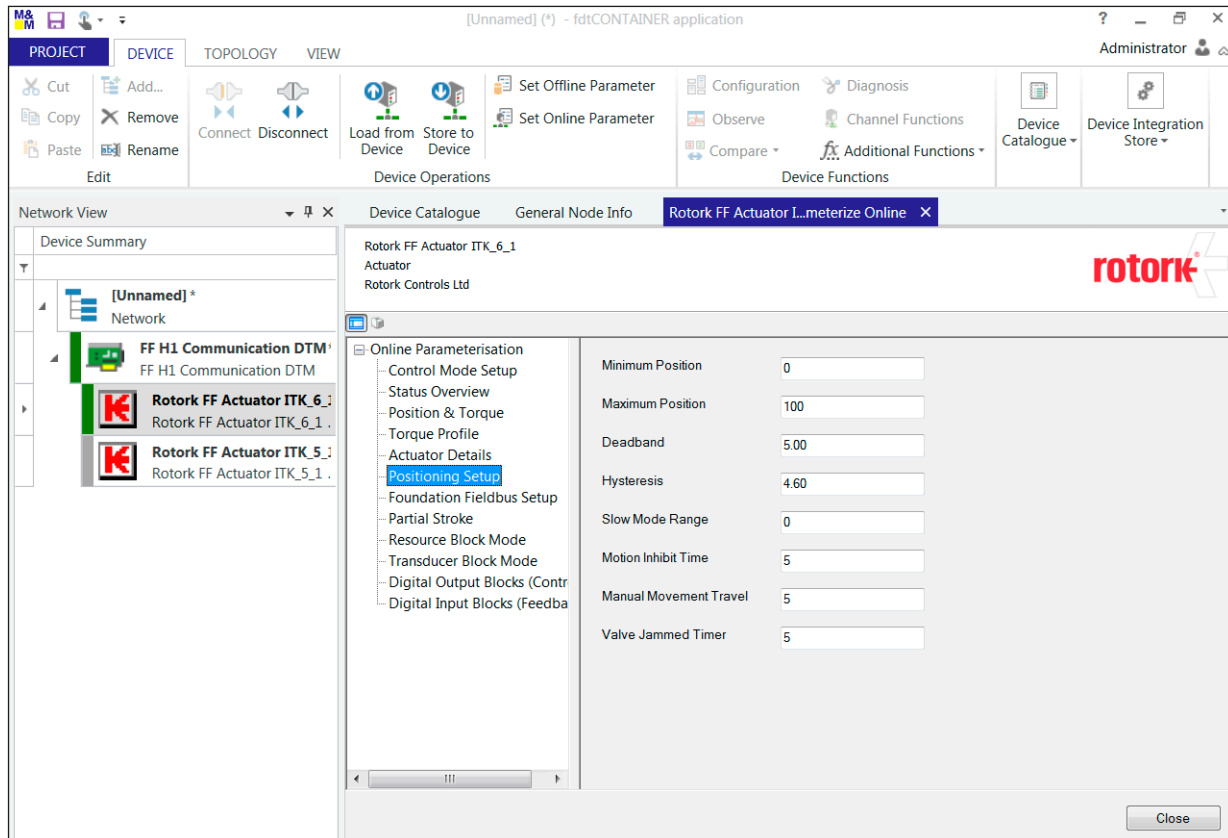 M&M
[Unnamed] (*) - fdtCONTAINER application
?
PROJECT DEVICE TOPOLOGY VIEW
Administrator
Cut
Copy
Paste
Add...
Remove
Rename
Edit
Connect Disconnect
Load from Device
Store to Device
Set Offline Parameter
Set Online Parameter
Device Operations
Configuration
Observe
Compare
Diagnosis
Channel Functions
fx Additional Functions
Device Functions
Device Catalogue
Device Integration Store
Network View
Device Summary
[Unnamed] *
Network
FF H1 Communication DTM*
FF H1 Communication DTM
Rotork FF Actuator ITK_6_1
Rotork FF Actuator ITK_6_1 .
Rotork FF Actuator ITK_5_1
Rotork FF Actuator ITK_5_1 .
Device Catalogue General Node Info Rotork FF Actuator I...meterize Online
Rotork FF Actuator ITK_6_1
Actuator
Rotork Controls Ltd
rotork
Online Parameterisation
Control Mode Setup
Status Overview
Position & Torque
Torque Profile
Actuator Details
Positioning Setup
Foundation Fieldbus Setup
Partial Stroke
Resource Block Mode
Transducer Block Mode
Digital Output Blocks (Contr
Digital Input Blocks (Feedba
Minimum Position 0
Maximum Position 100
Deadband 5.00
Hysteresis 4.60
Slow Mode Range 0
Motion Inhibit Time 5
Manual Movement Travel 5
Valve Jammed Timer 5
Close